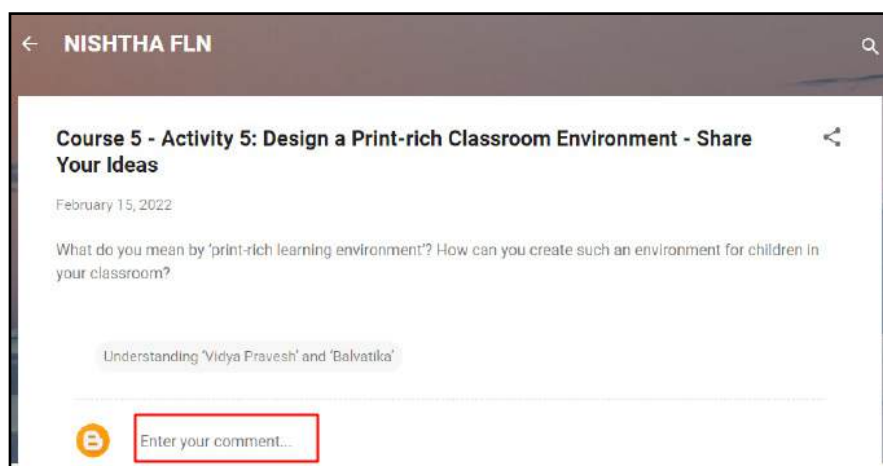 NISHTHA FLN
Course 5 - Activity 5: Design a Print-rich Classroom Environment - Share
Your Ideas
February 15, 2022
What do you mean by 'print-rich learning environment'? How can you create such an environment for children in
your classroom?
Understanding 'Vidya Pravesh' and 'Balvatika'
Enter your comment...